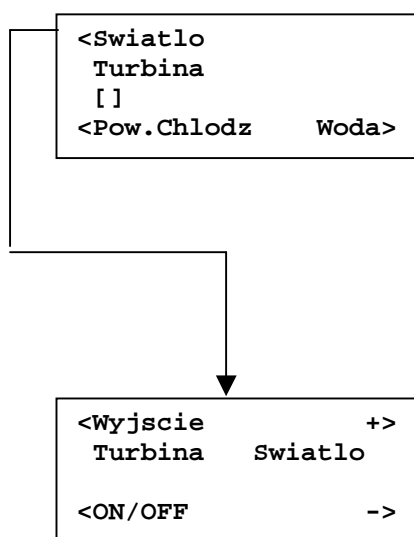 <Swiatlo
Turbina
[]
<Pow.Chlodz Woda>
<Wyjscie +>
Turbina Swiatlo
<ON/OFF ->